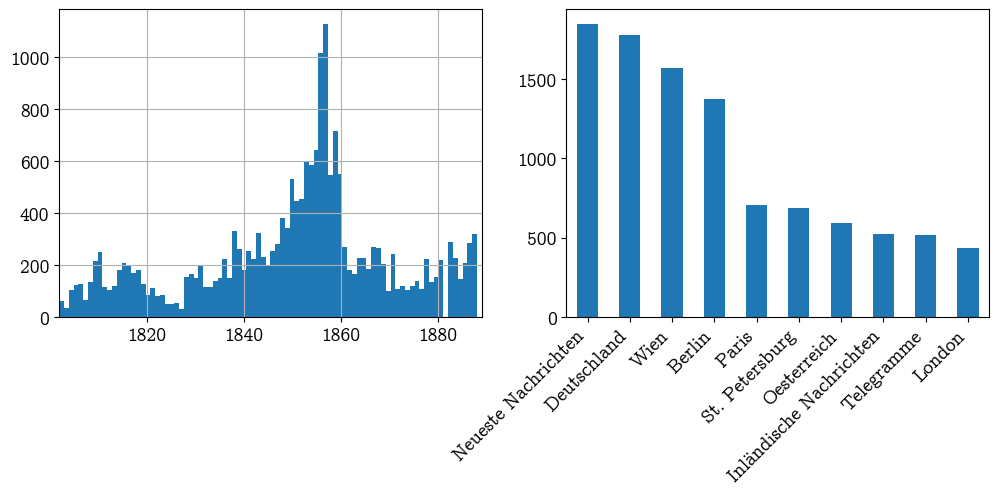 1000
800
600
400
200
0
1820 1840 1860 1880
1500
1000
500
0
Neueste Nachrichten
Deutschland
Wien
Berlin
Paris
St. Petersburg
Oesterreich
Inländische Nachrichten
Telegramme
London